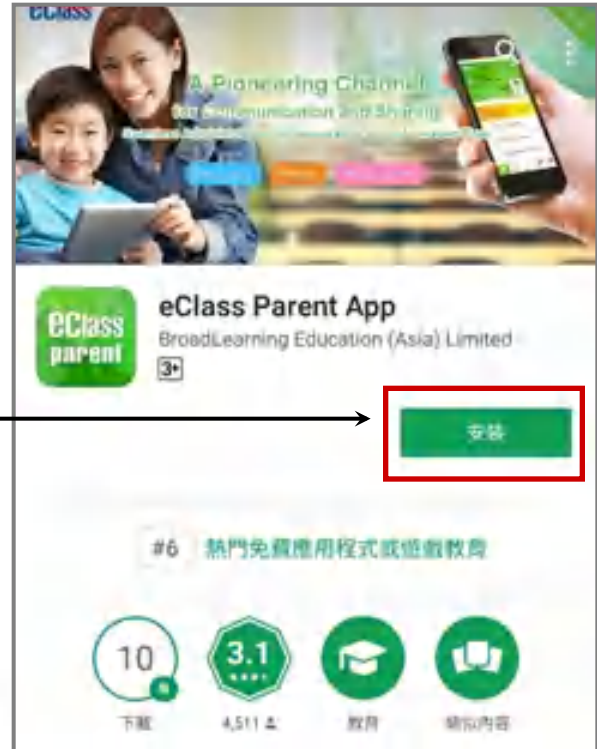 eClass
A Pioneering Channel
for Communication and Sharing
eClass
parent
eClass Parent App
BroadLearning Education (Asia) Limited
3+
安裝
#6 熱門免費應用程式或遊戲教育
10
3.1
下載
4,511
教育
類似內容